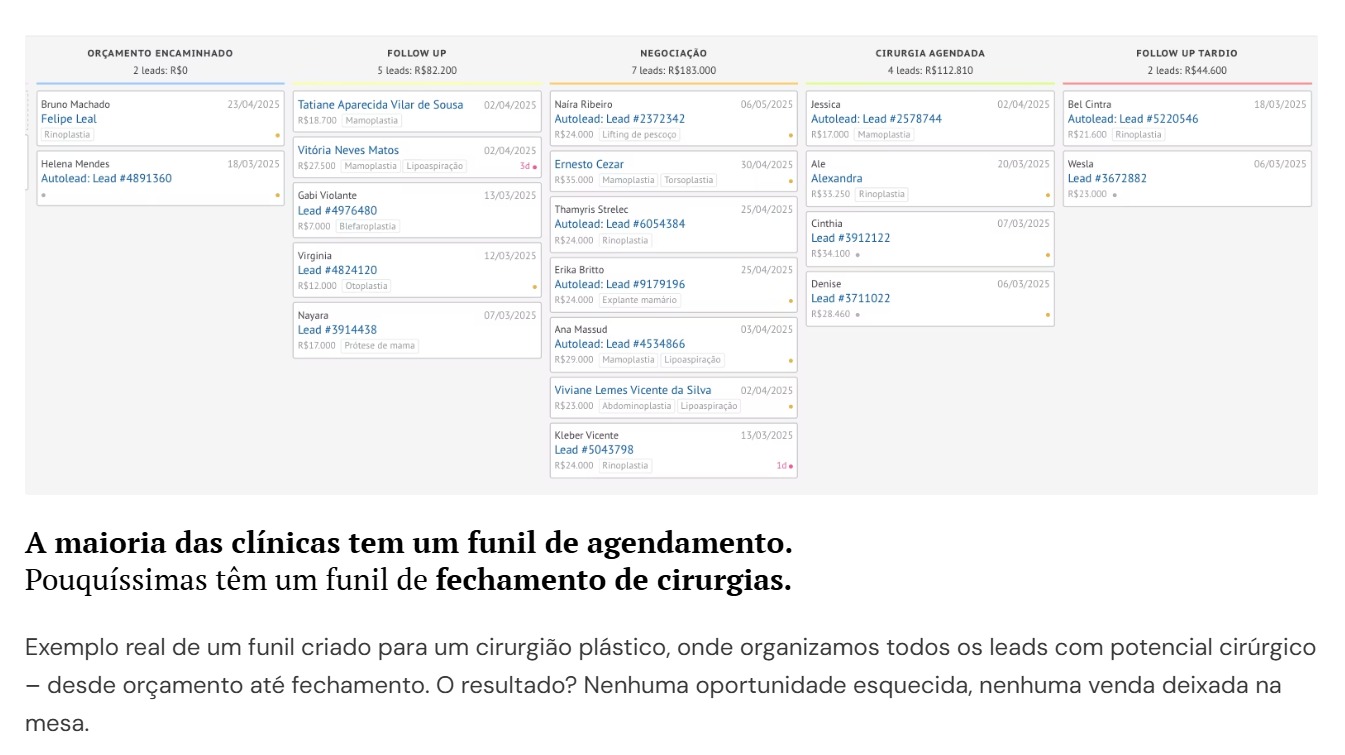 ORÇAMENTO ENCAMINHADO
2 leads: R$0
Bruno Machado 23/04/2025
Felipe Leal
Rinoplastia
Helena Mendes 18/03/2025
Autolead: Lead #4891360
FOLLOW UP
5 leads: R$82.200
Tatiane Aparecida Vilar de Sousa 02/04/2025
R$18.700 Mamoplastia
Vitória Neves Matos 02/04/2025
R$27.500 Mamoplastia Lipoaspiração 3d
Gabi Violante 13/03/2025
Lead #4976480
R$7.000 Blefaroplastia
Virginia 12/03/2025
Lead #4824120
R$12.000 Otoplastia
Nayara 07/03/2025
Lead #3914438
R$17.000 Prótese de mama
NEGOCIAÇÃO
7 leads: R$183.000
Naíra Ribeiro 06/05/2025
Autolead: Lead #2372342
R$24.000 Lifting de pescoço
Ernesto Cezar 30/04/2025
R$35.000 Mamoplastia Torsoplastia
Thamyris Strelec 25/04/2025
Autolead: Lead #6054384
R$24.000 Rinoplastia
Erika Britto 25/04/2025
Autolead: Lead #9179196
R$24.000 Explante mamário
Ana Massud 03/04/2025
Autolead: Lead #4534866
R$29.000 Mamoplastia Lipoaspiração
Viviane Lemes Vicente da Silva 02/04/2025
R$23.000 Abdominoplastia Lipoaspiração
Kleber Vicente 13/03/2025
Lead #5043798
R$24.000 Rinoplastia 1d
CIRURGIA AGENDADA
4 leads: R$112.810
Jessica 02/04/2025
Autolead: Lead #2578744
R$17.000 Mamoplastia
Ale 20/03/2025
Alexandra
R$33.250 Rinoplastia
Cinthia 07/03/2025
Lead #3912122
R$34.100
Denise 06/03/2025
Lead #3711022
R$28.460
FOLLOW UP TARDIO
2 leads: R$44.600
Bel Cintra 18/03/2025
Autolead: Lead #5220546
R$21.600 Rinoplastia
Wesla 06/03/2025
Lead #3672882
R$23.000
A maioria das clínicas tem um funil de agendamento.
Pouquíssimas têm um funil de fechamento de cirurgias.
Exemplo real de um funil criado para um cirurgião plástico, onde organizamos todos os leads com potencial cirúrgico
– desde orçamento até fechamento. O resultado? Nenhuma oportunidade esquecida, nenhuma venda deixada na
mesa.